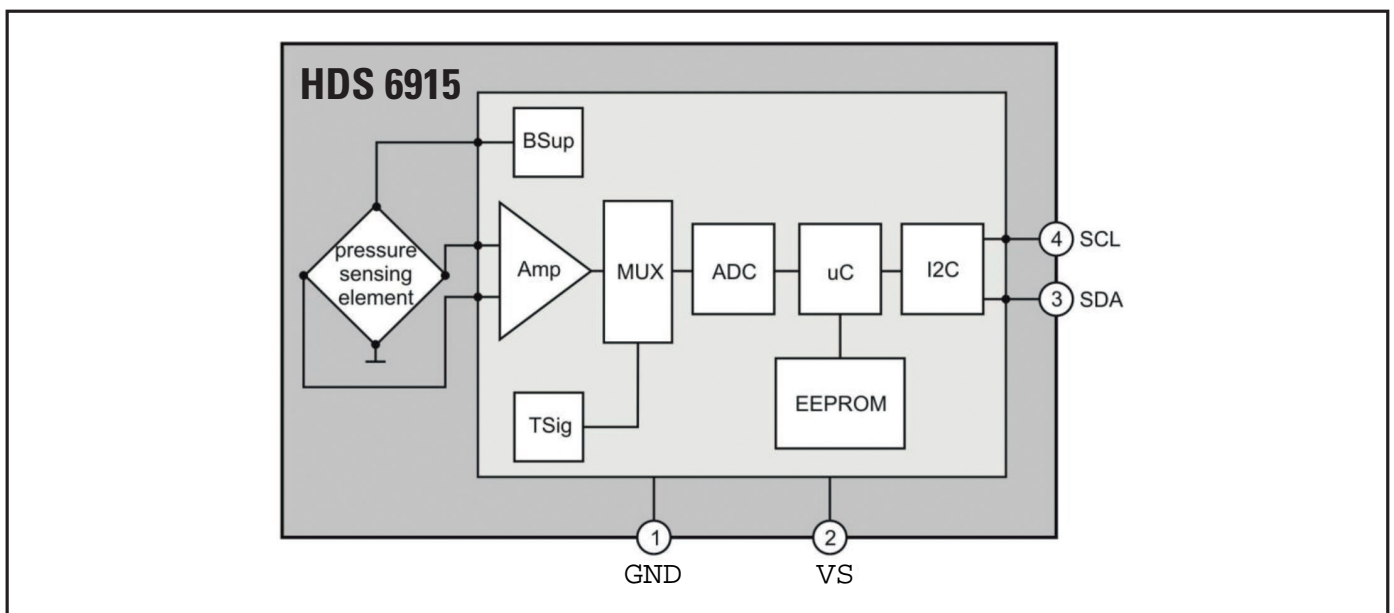 HDS 6915
BSup
pressure
sensing
element
Amp
MUX
ADC
uC
I2C
4 SCL
3 SDA
TSig
EEPROM
1
GND
2
VS